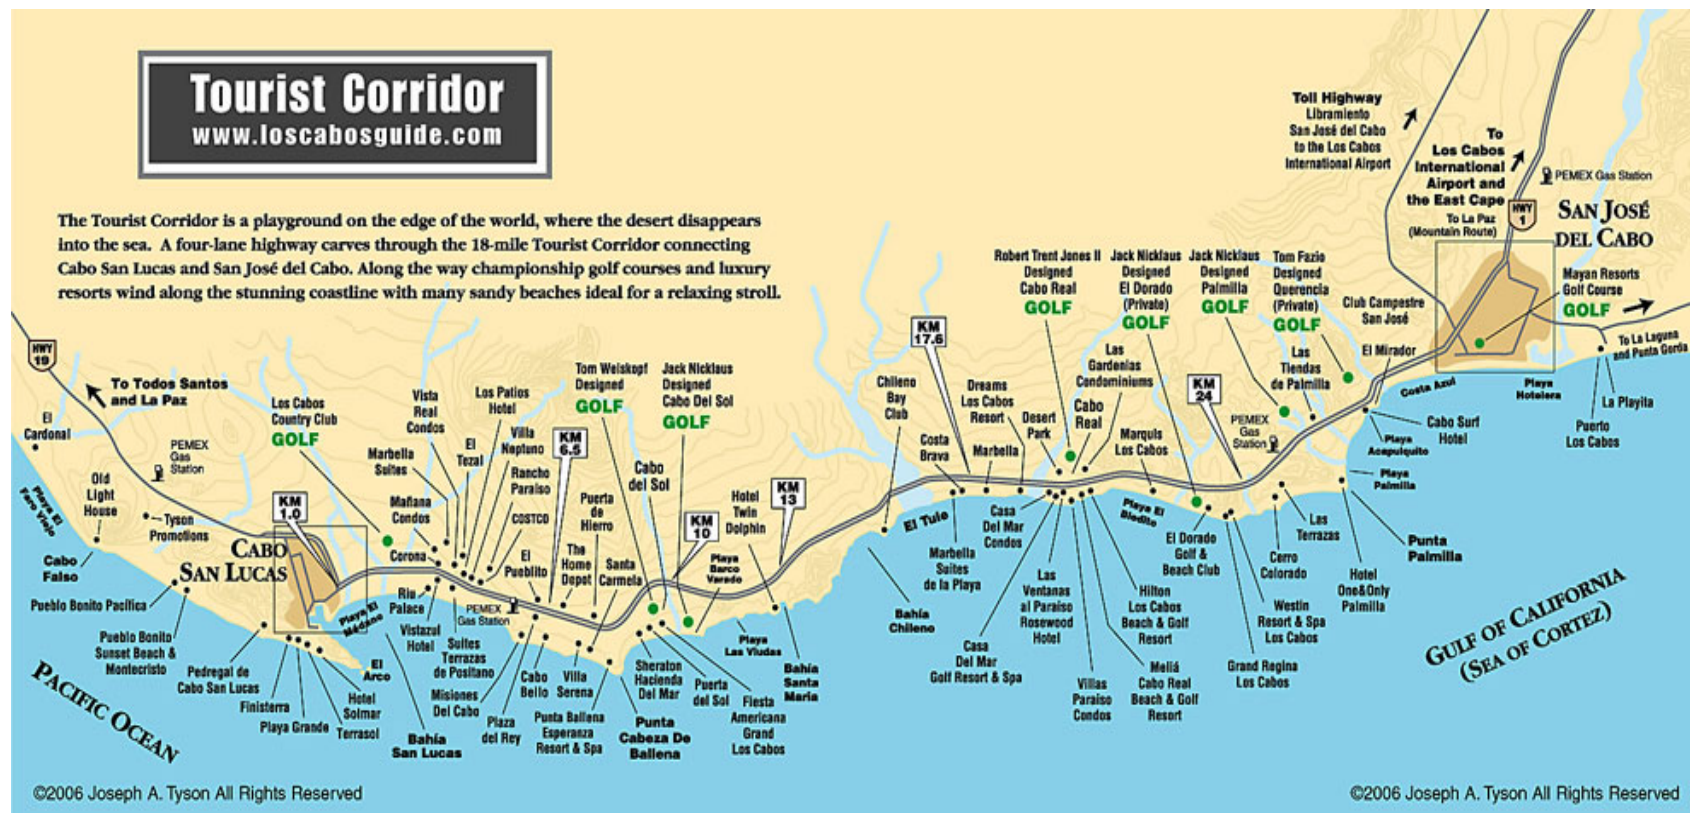 Tourist Corridor
www.loscabosguide.com
The Tourist Corridor is a playground on the edge of the world, where the desert disappears
into the sea. A four-lane highway carves through the 18-mile Tourist Corridor connecting
Cabo San Lucas and San José del Cabo. Along the way championship golf courses and luxury
resorts wind along the stunning coastline with many sandy beaches ideal for a relaxing stroll.
Toll Highway
Libramiento
San José del Cabo
to the Los Cabos
International Airport
To
Los Cabos
International
Airport and
the East Cape
To La Paz
(Mountain Route)
HWY
1
PEMEX Gas Station
SAN JOSÉ
DEL CABO
Mayan Resorts
Golf Course
GOLF
To La Laguna
and Punta Gorda
HWY
19
To Todos Santos
and La Paz
El
Cardonal
Playa El
Faro Viejo
Old
Light
House
Cabo
Falso
PEMEX
Gas
Station
Tyson
Promotions
Los Cabos
Country Club
GOLF
KM
1.0
CABO
SAN LUCAS
Pueblo Bonito Pacífica
Pueblo Bonito
Sunset Beach &
Montecristo
Pedregal de
Cabo San Lucas
Finisterra
Playa Grande
Terrasol
Hotel
Solmar
El
Arco
Playa El
Médano
Bahía
San Lucas
PACIFIC OCEAN
Marbella
Suites
Vista
Real
Condos
Mañana
Condos
Corona
El
Tezal
Los Patios
Hotel
Villa
Neptuno
Rancho
Paraiso
COSTCO
El
Pueblito
The
Home
Depot
Puerta
de
Hierro
Santa
Carmela
KM
6.5
Riu
Palace
Vistazul
Hotel
Suites
Terrazas
de Positano
PEMEX
Gas Station
Misiones
Del Cabo
Plaza
del Rey
Cabo
Bello
Villa
Serena
Punta Ballena
Esperanza
Resort & Spa
Punta
Cabeza De
Ballena
Tom Weiskopf
Designed
GOLF
Jack Nicklaus
Designed
Cabo Del Sol
GOLF
Cabo
del Sol
KM
10
Hotel
Twin
Dolphin
KM
13
Playa
Barco
Varado
Sheraton
Hacienda
Del Mar
Puerta
del Sol
Fiesta
Americana
Grand
Los Cabos
Playa
Las Viudas
Bahía
Santa
María
Chileno
Bay
Club
KM
17.6
Costa
Brava
Marbella
Dreams
Los Cabos
Resort
Desert
Park
Robert Trent Jones II
Designed
Cabo Real
GOLF
Jack Nicklaus
Designed
El Dorado
(Private)
GOLF
Jack Nicklaus
Designed
Palmilla
GOLF
Tom Fazio
Designed
Querencia
(Private)
GOLF
Las
Gardenias
Condominiums
Cabo
Real
Marquis
Los Cabos
KM
24
PEMEX
Gas
Station
Las
Tiendas
de Palmilla
Club Campestre
San José
El Mirador
Costa Azul
Playa
Hotelera
La Playita
Puerto
Los Cabos
Cabo Surf
Hotel
Playa
Acapulquito
Playa
Palmilla
Punta
Palmilla
El Tule
Bahía
Chileno
Marbella
Suites
de la Playa
Casa
Del Mar
Condos
Casa
Del Mar
Golf Resort & Spa
Las
Ventanas
al Paraíso
Rosewood
Hotel
Villas
Paraiso
Condos
Hilton
Los Cabos
Beach & Golf
Resort
Meliá
Cabo Real
Beach & Golf
Resort
Playa El
Bledito
El Dorado
Golf &
Beach Club
Westin
Resort & Spa
Los Cabos
Grand Regina
Los Cabos
Cerro
Colorado
Las
Terrazas
Hotel
One&Only
Palmilla
GULF OF CALIFORNIA
(SEA OF CORTEZ)
©2006 Joseph A. Tyson All Rights Reserved
©2006 Joseph A. Tyson All Rights Reserved